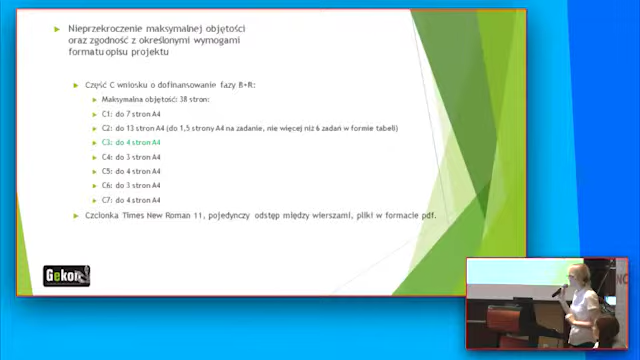 Nieprzekroczenie maksymalnej objętości
oraz zgodność z określonymi wymogami
formatu opisu projektu
Część C wniosku o dofinansowanie fazy B+R:
Maksymalna objętość: 38 stron:
C1: do 7 stron A4
C2: do 13 stron A4 (do 1,5 strony A4 na zadanie, nie więcej niż 6 zadań w formie tabeli)
C3: do 4 stron A4
C4: do 3 stron A4
C5: do 4 stron A4
C6: do 3 stron A4
C7: do 4 stron A4
Czcionka Times New Roman 11, pojedynczy odstęp między wierszami, pliki w formacie pdf.
Gekon